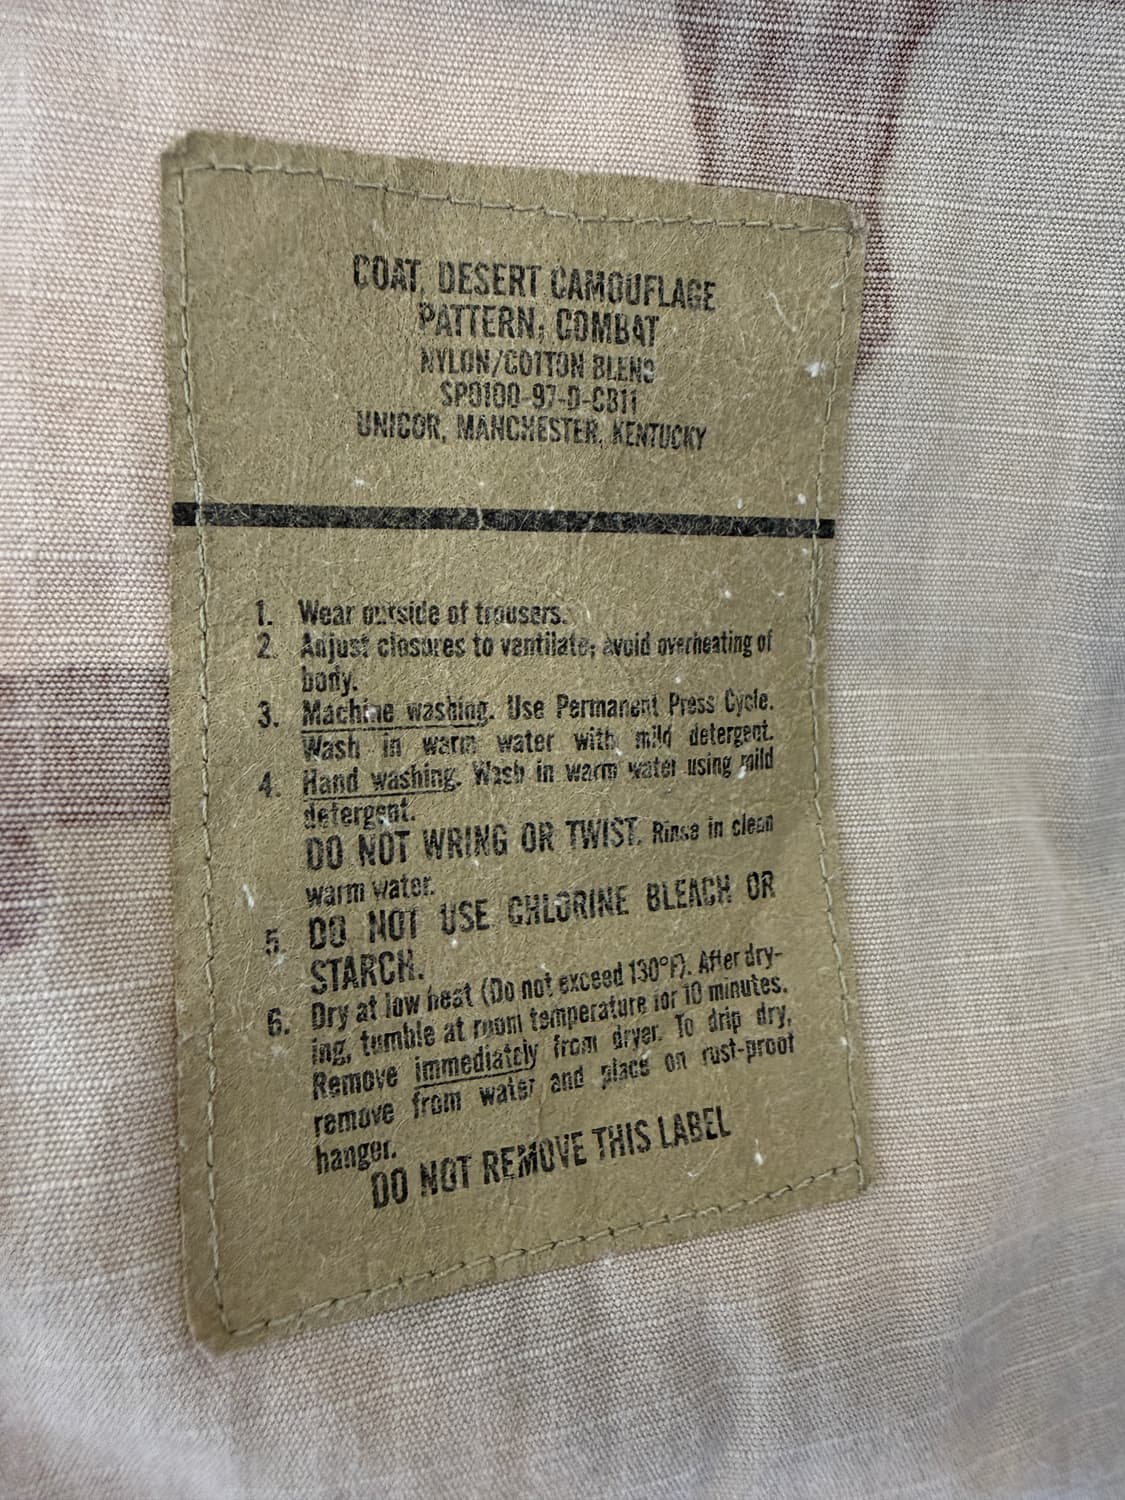 COAT, DESERT CAMOUFLAGE
PATTERN; COMBAT
NYLON/COTTON BLEND
SP0100-97-D-CB11
UNICOR, MANCHESTER, KENTUCKY
1. Wear outside of trousers.
2. Adjust closures to ventilate; avoid overheating of
body.
3. Machine washing. Use Permanent Press Cycle.
Wash in warm water with mild detergent.
4. Hand washing. Wash in warm water using mild
detergent.
DO NOT WRING OR TWIST. Rinse in clean
warm water.
5. DO NOT USE CHLORINE BLEACH OR
STARCH.
6. Dry at low heat (Do not exceed 130°F). After dry-
ing, tumble at room temperature for 10 minutes.
Remove immediately from dryer. To drip dry,
remove from water and place on rust-proof
hanger.
DO NOT REMOVE THIS LABEL